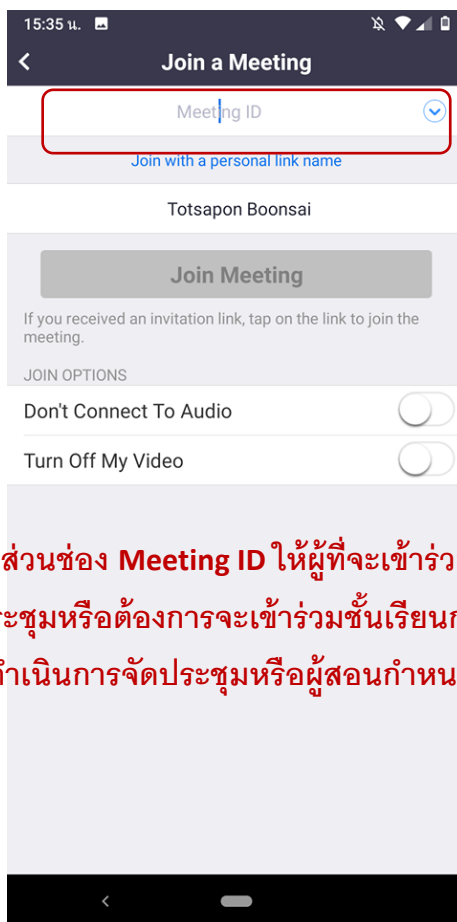 15:35 น.
Join a Meeting
Meeting ID
Join with a personal link name
Totsapon Boonsai
Join Meeting
If you received an invitation link, tap on the link to join the
meeting.
JOIN OPTIONS
Don't Connect To Audio
Turn Off My Video
ส่วนช่อง Meeting ID ให้ผู้ที่จะเข้าร่ว
ระชุมหรือต้องการจะเข้าร่วมชั้นเรียนก
ำเนินการจัดประชุมหรือผู้สอนกำหน